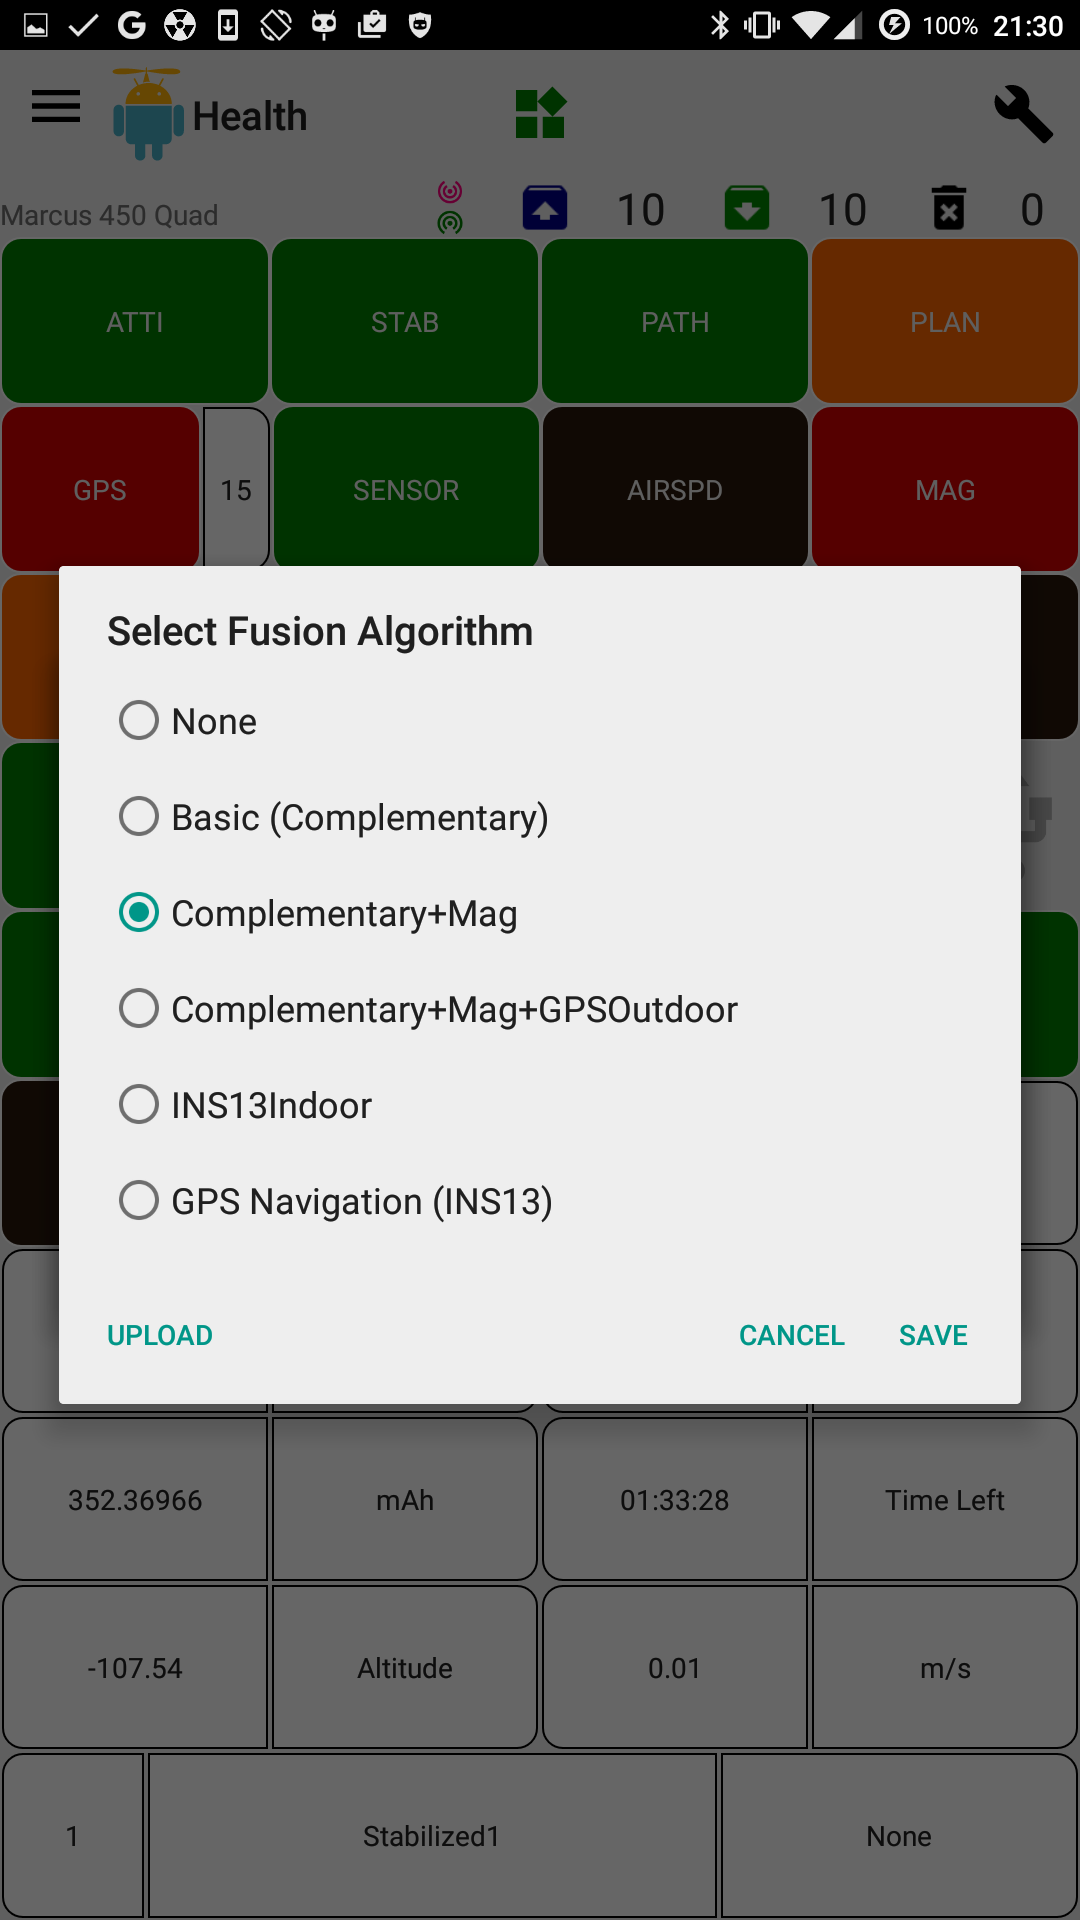 100% 21:30
Health
Marcus 450 Quad 10 10 0
ATTI STAB PATH PLAN
GPS 15 SENSOR AIRSPD MAG
Select Fusion Algorithm
None
Basic (Complementary)
Complementary+Mag
Complementary+Mag+GPSOutdoor
INS13Indoor
GPS Navigation (INS13)
UPLOAD CANCEL SAVE
352.36966 mAh 01:33:28 Time Left
-107.54 Altitude 0.01 m/s
1 Stabilized1 None